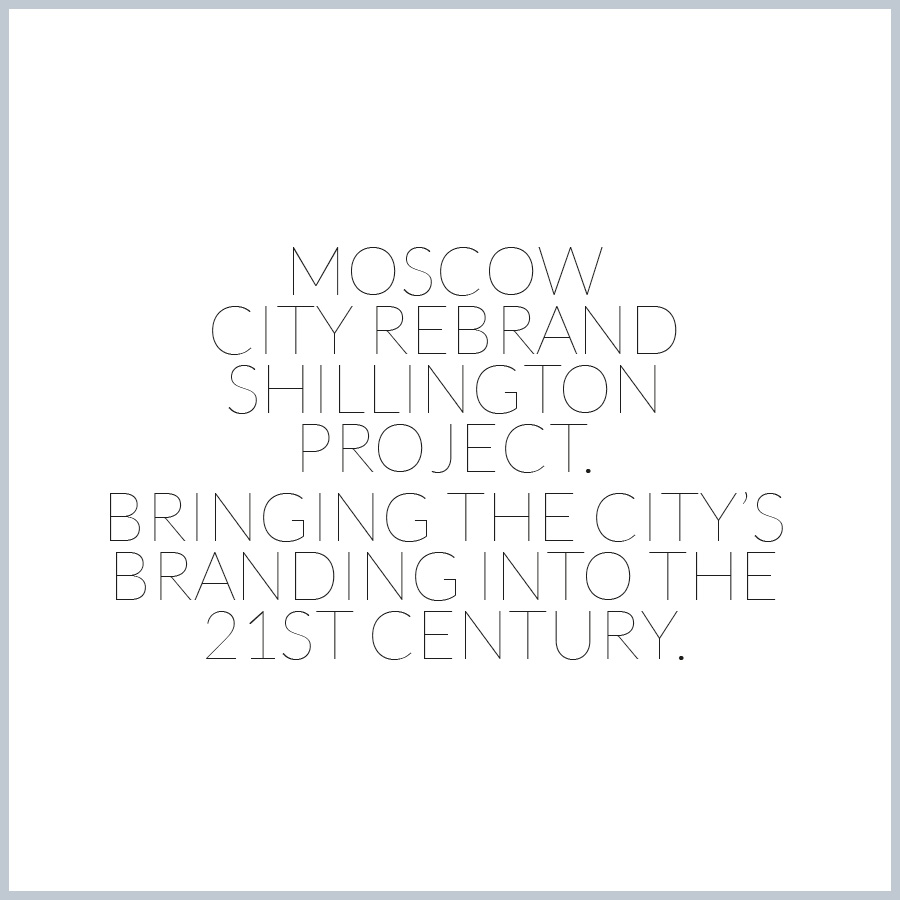 MOSCOW
CITY REBRAND
SHILLINGTON
PROJECT.
BRINGING THE CITY’S
BRANDING INTO THE
21ST CENTURY.